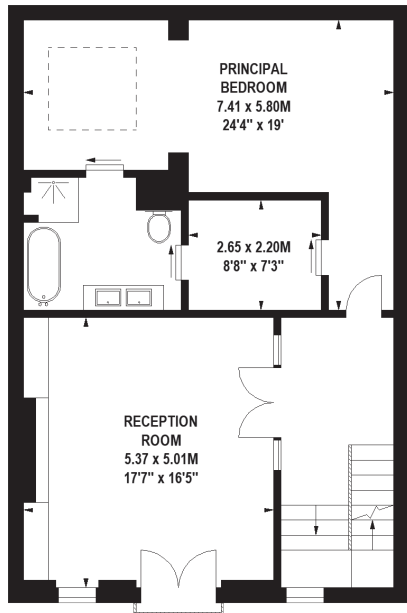 PRINCIPAL
BEDROOM
7.41 x 5.80M
24'4" x 19'
2.65 x 2.20M
8'8" x 7'3"
RECEPTION
ROOM
5.37 x 5.01M
17'7" x 16'5"